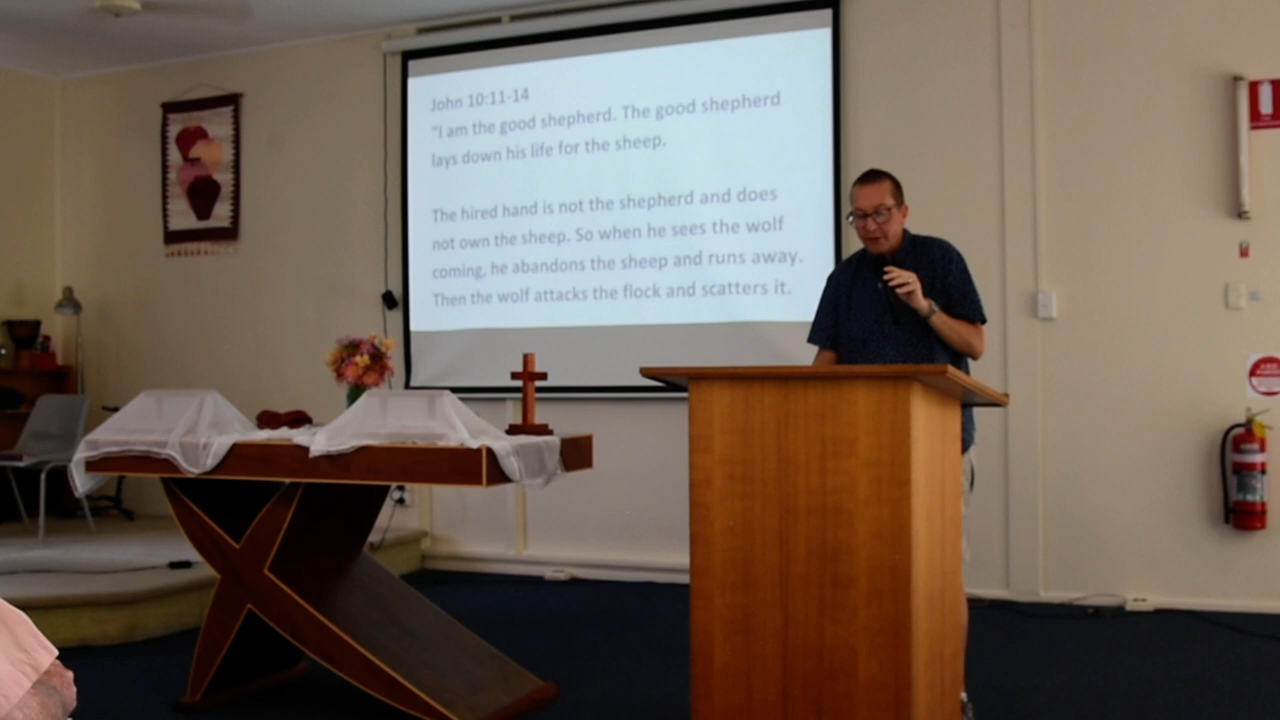 John 10:11-14
"I am the good shepherd. The good shepherd
lays down his life for the sheep.
The hired hand is not the shepherd and does
not own the sheep. So when he sees the wolf
coming, he abandons the sheep and runs away.
Then the wolf attacks the flock and scatters it.